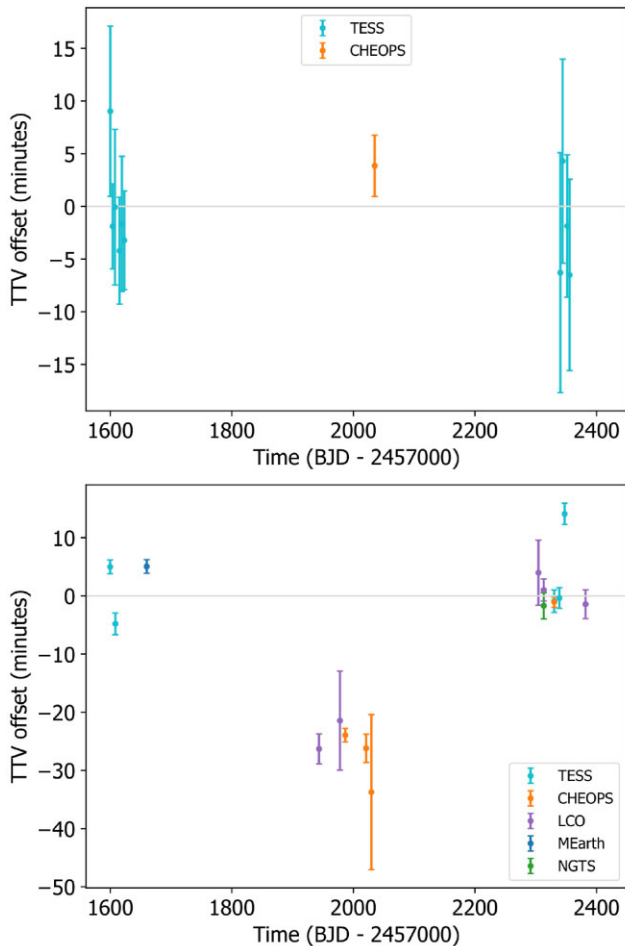 TESS
CHEOPS
15
10
5
0
−5
−10
−15
TTV offset (minutes)
1600 1800 2000 2200 2400
Time (BJD - 2457000)
10
0
−10
−20
−30
−40
−50
TTV offset (minutes)
TESS
CHEOPS
LCO
MEarth
NGTS
1600 1800 2000 2200 2400
Time (BJD - 2457000)